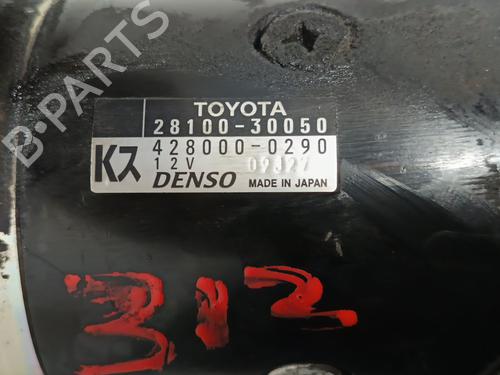 TOYOTA
28100-30050
Kス 428000-0290
12V 09J27
DENSO MADE IN JAPAN
312
B-PARTS